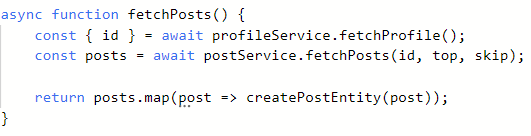 async function fetchPosts() {
    const { id } = await profileService.fetchProfile();
    const posts = await postService.fetchPosts(id, top, skip);

    return posts.map(post => createPostEntity(post));
}